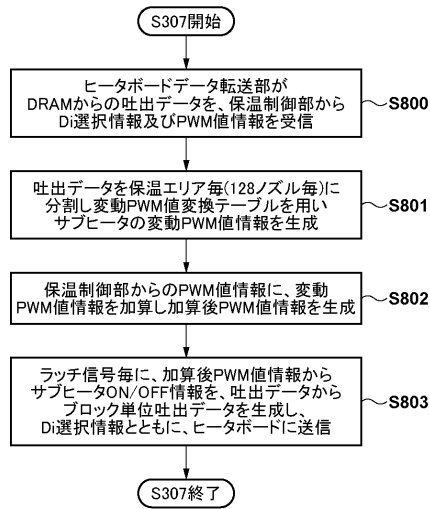 S307開始
ヒータボードデータ転送部が
DRAMからの吐出データを、保温制御部から
Di選択情報及びPWM値情報を受信
S800
吐出データを保温エリア毎(128ノズル毎)に
分割し変動PWM値変換テーブルを用い
サブヒータの変動PWM値情報を生成
S801
保温制御部からのPWM値情報に、変動
PWM値情報を加算し加算後PWM値情報を生成
S802
ラッチ信号毎に、加算後PWM値情報から
サブヒータON/OFF情報を、吐出データから
ブロック単位吐出データを生成し、
Di選択情報とともに、ヒータボードに送信
S803
S307終了